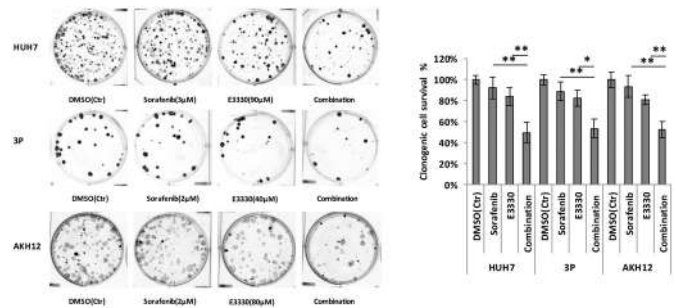 HUH7
DMSO(Ctr) Sorafenib(3µM) E3330(90µM) Combination
3P
DMSO(Ctr) Sorafenib(2µM) E3330(40µM) Combination
AKH12
DMSO(Ctr) Sorafenib(2µM) E3330(80µM) Combination
Clonogenic cell survival %
120%
100%
80%
60%
40%
20%
0%
** ** ** * ** **
DMSO(Ctr) Sorafenib E3330 Combination DMSO(Ctr) Sorafenib E3330 Combination DMSO(Ctr) Sorafenib E3330 Combination
HUH7 3P AKH12